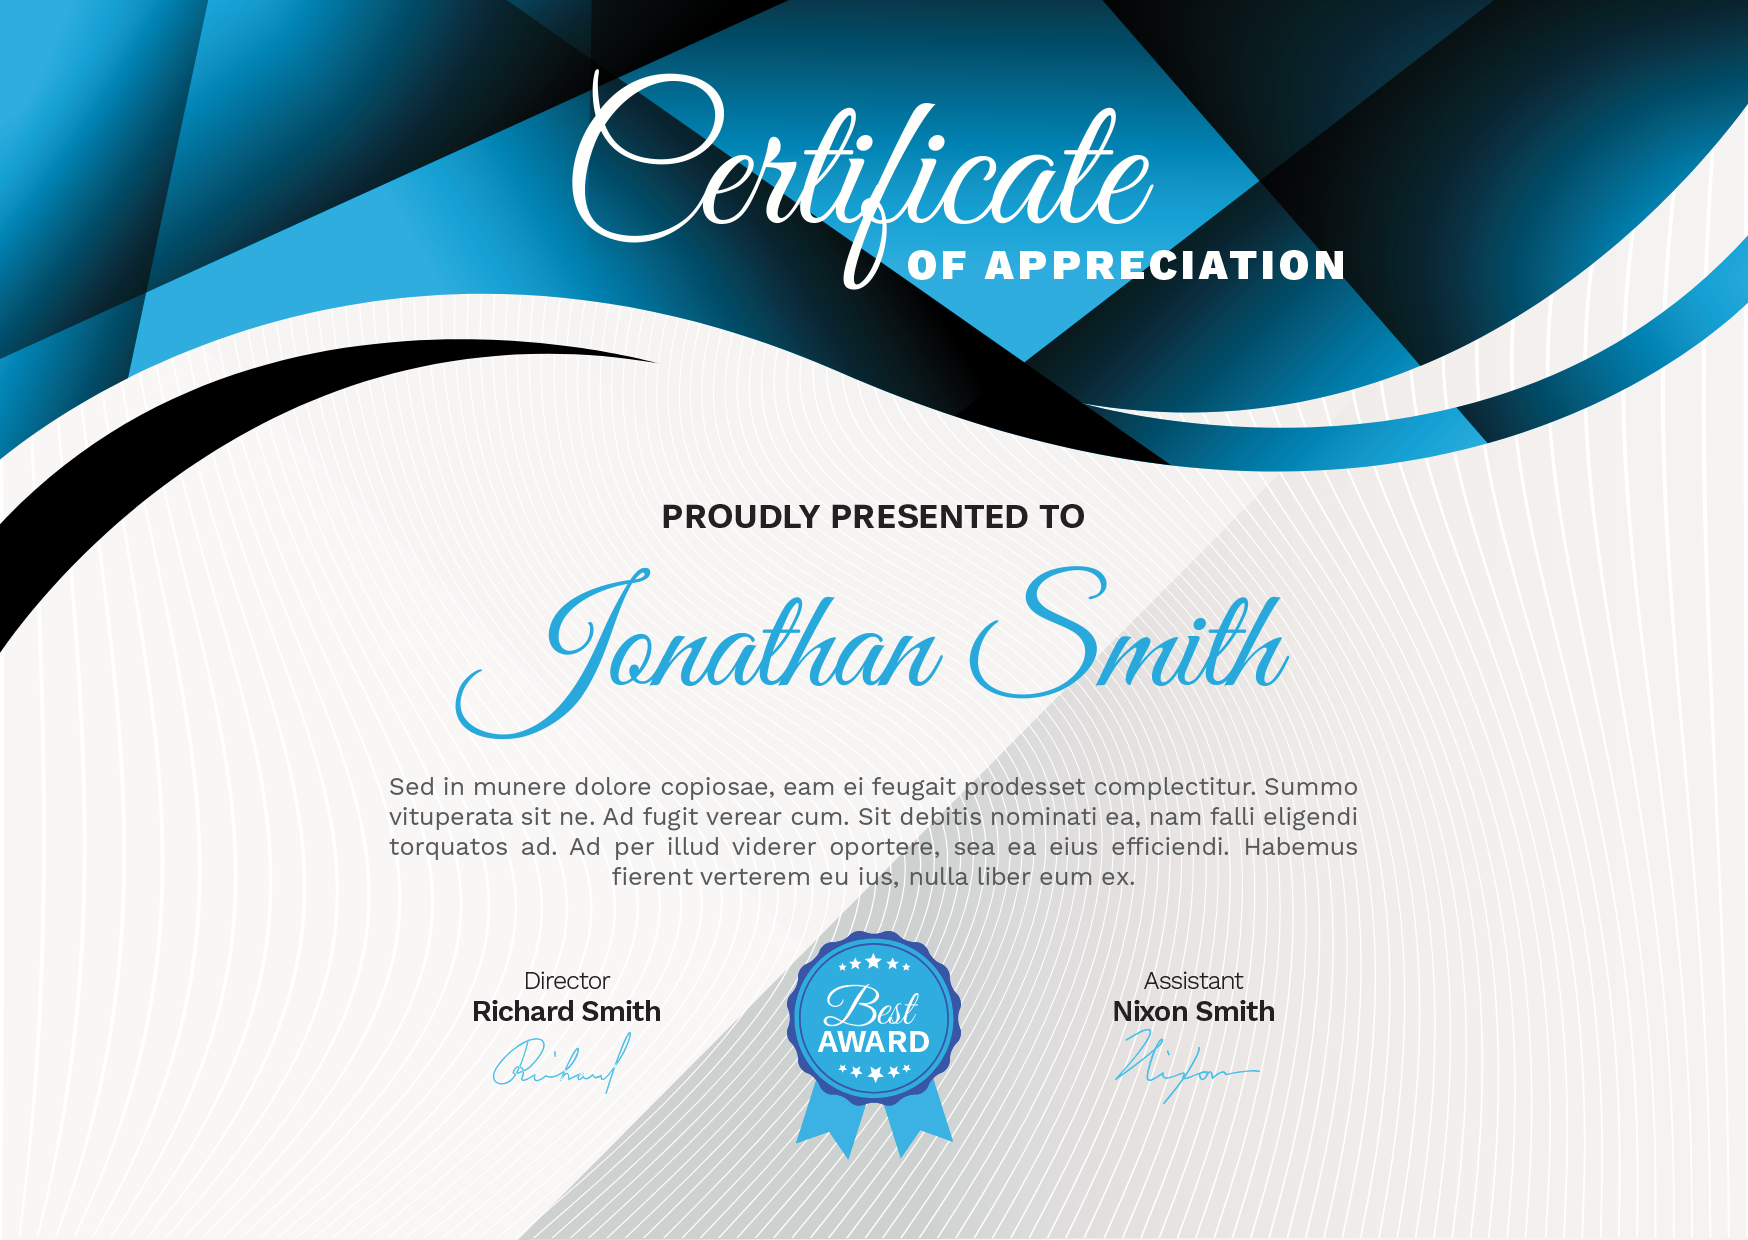 Certificate
OF APPRECIATION
PROUDLY PRESENTED TO
Jonathan Smith
Sed in munere dolore copiosae, eam ei feugait prodesset complectitur. Summo
vituperata sit ne. Ad fugit verear cum. Sit debitis nominati ea, nam falli eligendi
torquatos ad. Ad per illud viderer oportere, sea ea eius efficiendi. Habemus
fierent verterem eu ius, nulla liber eum ex.
Director
Richard Smith
Richard
Best
AWARD
Assistant
Nixon Smith
Nixon